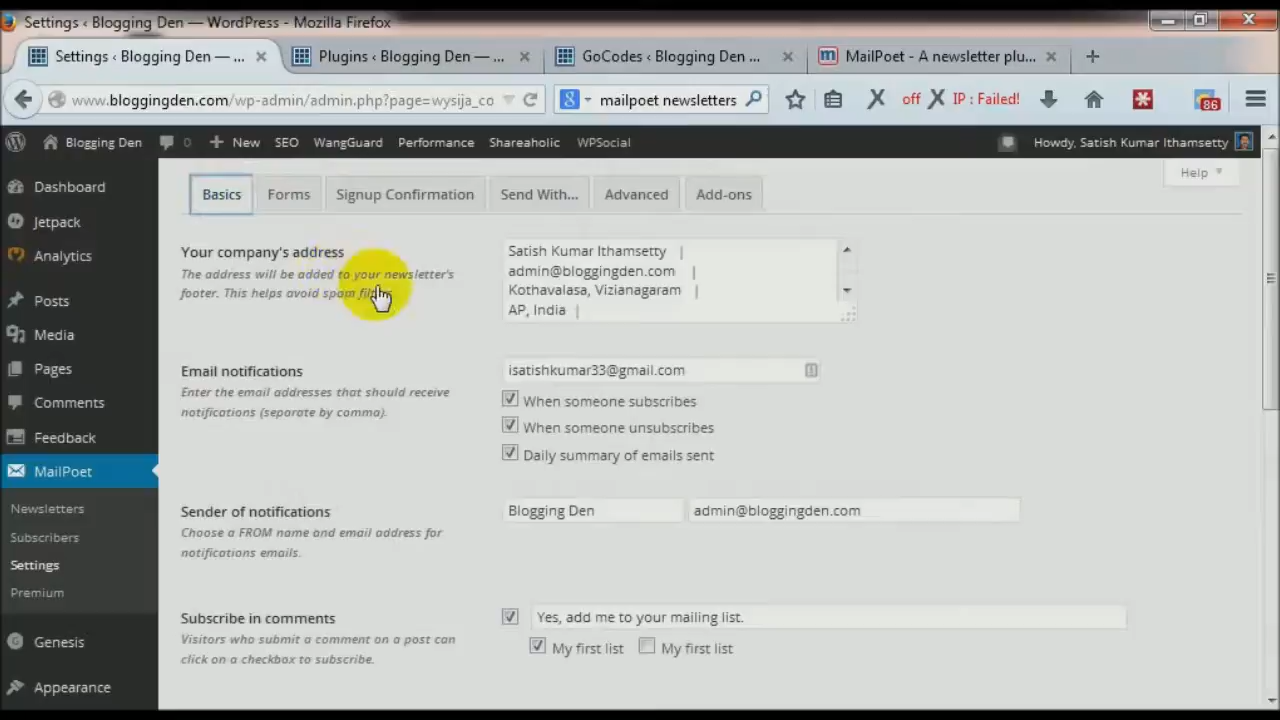 Settings ‹ Blogging Den — WordPress - Mozilla Firefox
Settings ‹ Blogging Den — ...
Plugins ‹ Blogging Den — ...
GoCodes ‹ Blogging Den ...
MailPoet - A newsletter plu...
www.bloggingden.com/wp-admin/admin.php?page=wysija_co
mailpoet newsletters
off
IP : Failed!
86
Blogging Den
0
New
SEO
WangGuard
Performance
Shareaholic
WPSocial
Howdy, Satish Kumar Ithamsetty
Help
Dashboard
Jetpack
Analytics
Posts
Media
Pages
Comments
Feedback
MailPoet
Newsletters
Subscribers
Settings
Premium
Genesis
Appearance
Basics
Forms
Signup Confirmation
Send With...
Advanced
Add-ons
Your company's address
The address will be added to your newsletter's
footer. This helps avoid spam
Satish Kumar Ithamsetty |
admin@bloggingden.com |
Kothavalasa, Vizianagaram |
AP, India |
Email notifications
Enter the email addresses that should receive
notifications (separate by comma).
isatishkumar33@gmail.com
When someone subscribes
When someone unsubscribes
Daily summary of emails sent
Sender of notifications
Choose a FROM name and email address for
notifications emails.
Blogging Den
admin@bloggingden.com
Subscribe in comments
Visitors who submit a comment on a post can
click on a checkbox to subscribe.
Yes, add me to your mailing list.
My first list
My first list